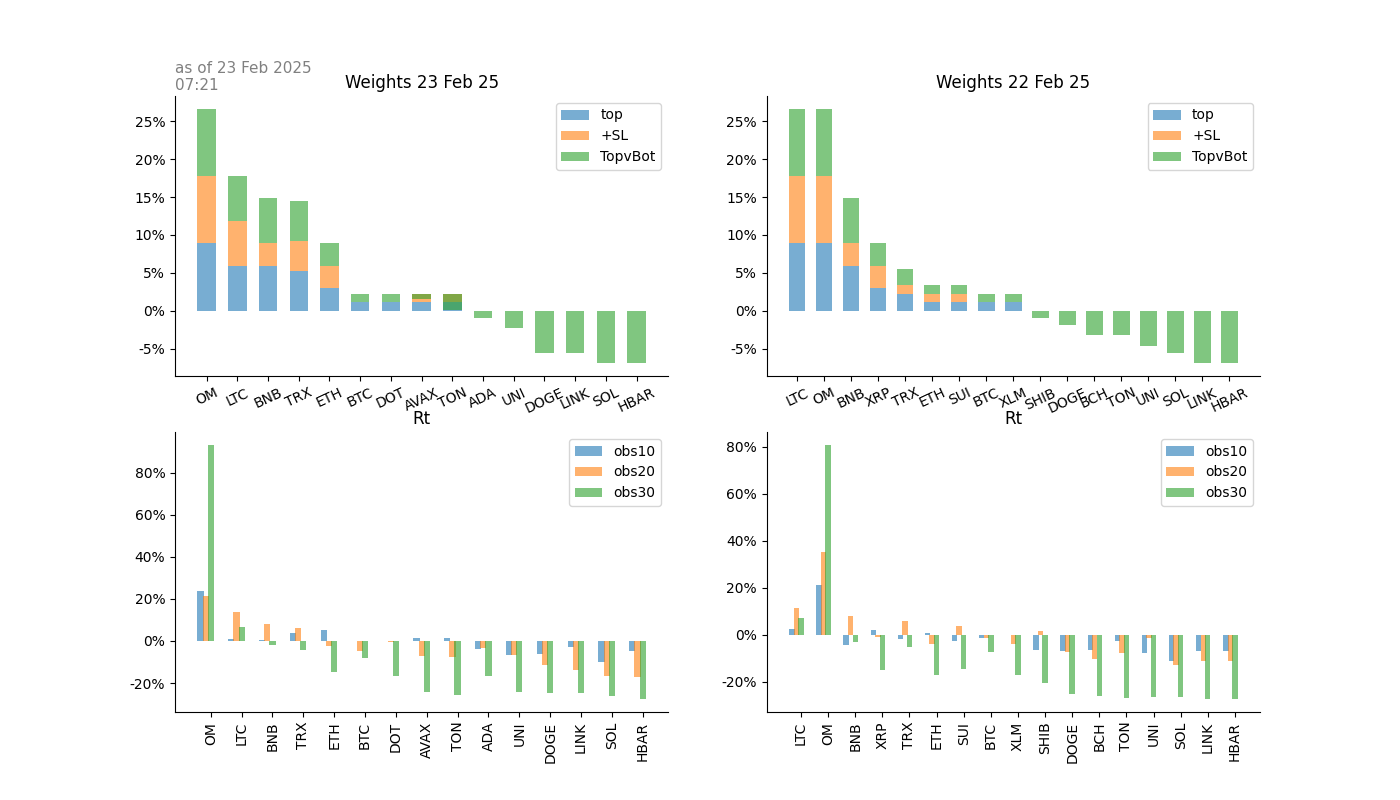 as of 23 Feb 2025
07:21
Weights 23 Feb 25
25%
20%
15%
10%
5%
0%
-5%
top
+SL
TopvBot
OM LTC BNB TRX ETH BTC DOT AVAX TON ADA UNI DOGE LINK SOL HBAR
Weights 22 Feb 25
25%
20%
15%
10%
5%
0%
-5%
top
+SL
TopvBot
LTC OM BNB XRP TRX ETH SUI BTC XLM SHIB DOGE BCH TON UNI SOL LINK HBAR
Rt
80%
60%
40%
20%
0%
-20%
obs10
obs20
obs30
OM LTC BNB TRX ETH BTC DOT AVAX TON ADA UNI DOGE LINK SOL HBAR
Rt
80%
60%
40%
20%
0%
-20%
obs10
obs20
obs30
LTC OM BNB XRP TRX ETH SUI BTC XLM SHIB DOGE BCH TON UNI SOL LINK HBAR